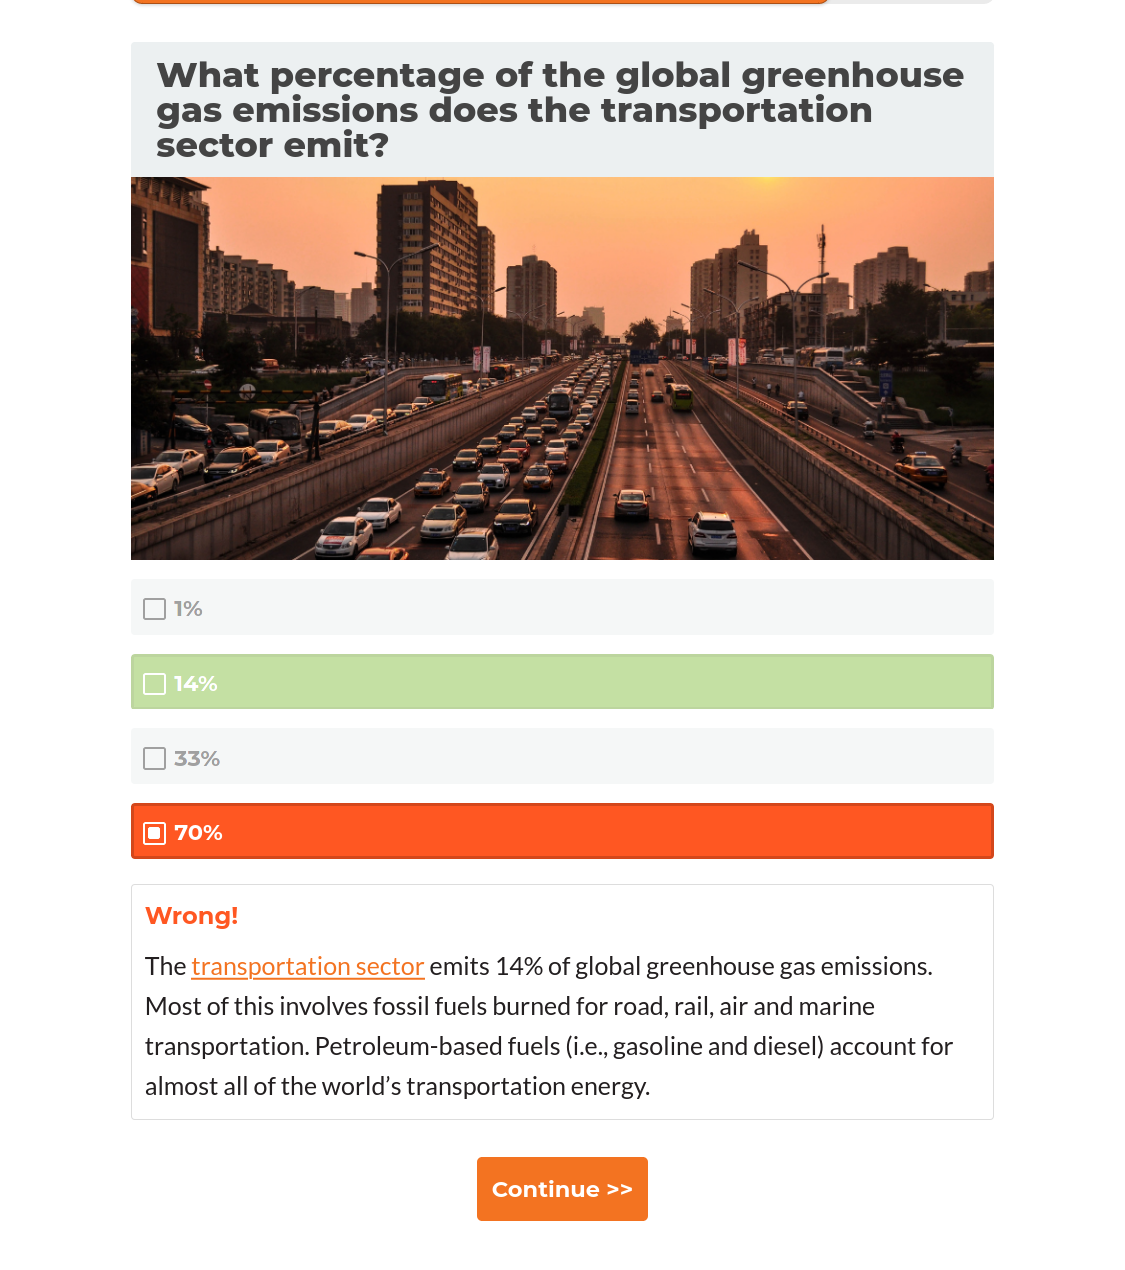 What percentage of the global greenhouse
gas emissions does the transportation
sector emit?
1%
14%
33%
70%
Wrong!
The transportation sector emits 14% of global greenhouse gas emissions.
Most of this involves fossil fuels burned for road, rail, air and marine
transportation. Petroleum-based fuels (i.e., gasoline and diesel) account for
almost all of the world’s transportation energy.
Continue >>